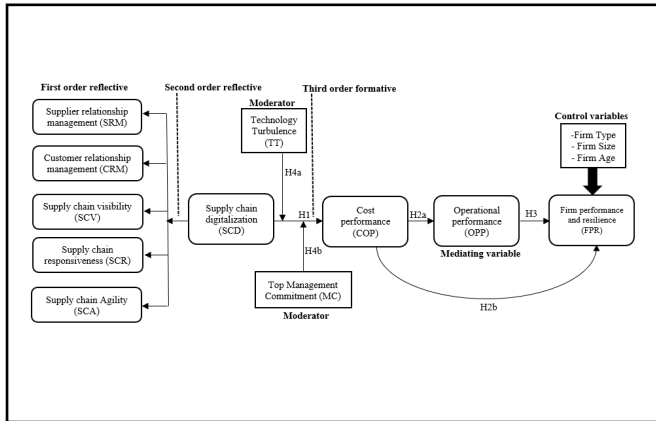 First order reflective
Second order reflective
Third order formative
Moderator
Control variables
Supplier relationship
management (SRM)
Technology
Turbulence
(TT)
-Firm Type
- Firm Size
- Firm Age
Customer relationship
management (CRM)
H4a
Supply chain visibility
(SCV)
Supply chain
digitalization
(SCD)
H1
Cost
performance
(COP)
H2a
Operational
performance
(OPP)
H3
Firm performance
and resilience
(FPR)
Mediating variable
Supply chain
responsiveness (SCR)
H4b
Supply chain Agility
(SCA)
Top Management
Commitment (MC)
Moderator
H2b